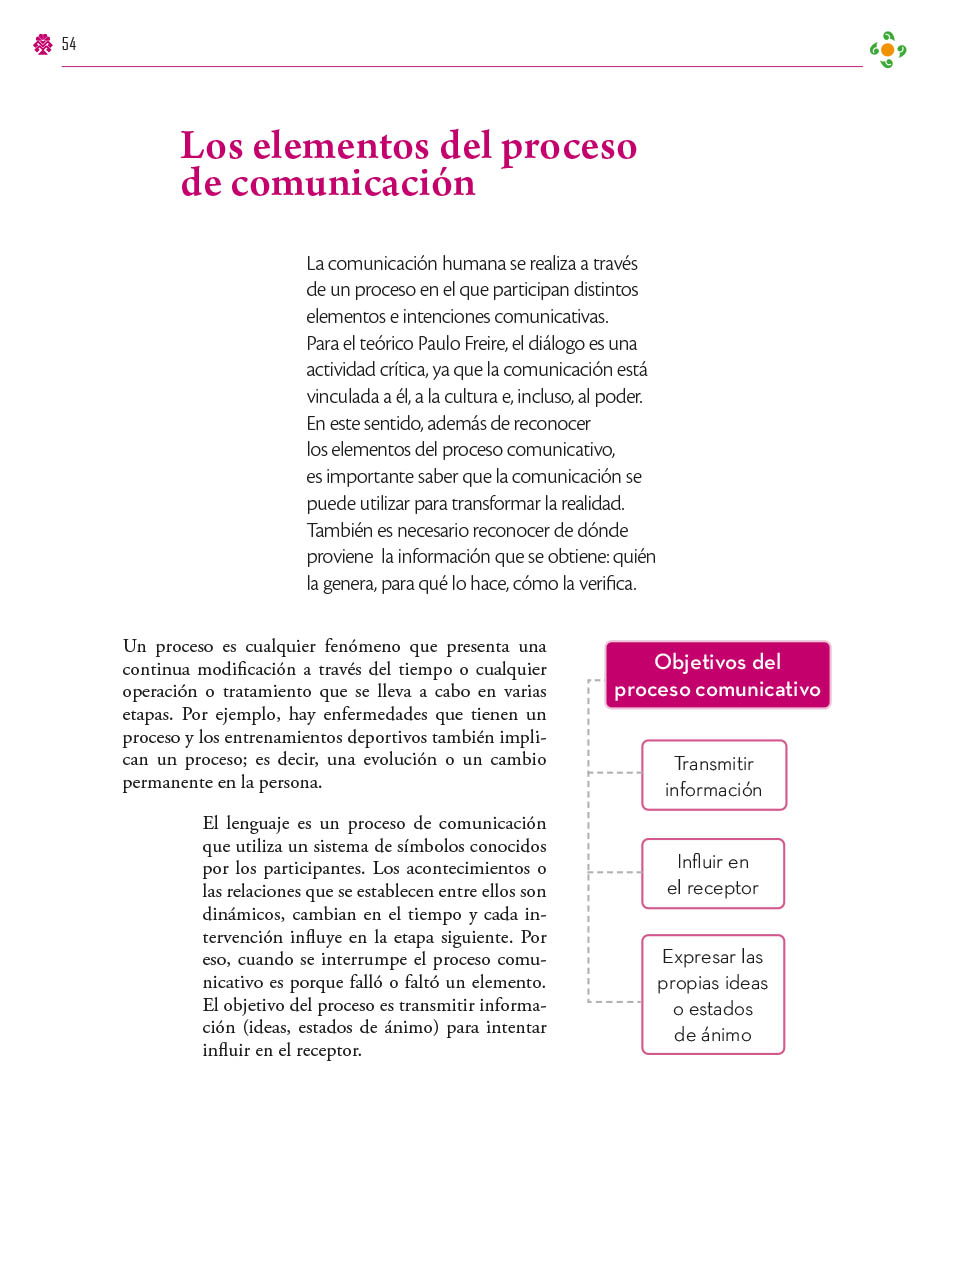 54
Los elementos del proceso
de comunicación
La comunicación humana se realiza a través
de un proceso en el que participan distintos
elementos e intenciones comunicativas.
Para el teórico Paulo Freire, el diálogo es una
actividad crítica, ya que la comunicación está
vinculada a él, a la cultura e, incluso, al poder.
En este sentido, además de reconocer
los elementos del proceso comunicativo,
es importante saber que la comunicación se
puede utilizar para transformar la realidad.
También es necesario reconocer de dónde
proviene  la información que se obtiene: quién
la genera, para qué lo hace, cómo la verifica.
Un proceso es cualquier fenómeno que presenta una
continua modificación a través del tiempo o cualquier
operación o tratamiento que se lleva a cabo en varias
etapas. Por ejemplo, hay enfermedades que tienen un
proceso y los entrenamientos deportivos también impli-
can un proceso; es decir, una evolución o un cambio
permanente en la persona.
El lenguaje es un proceso de comunicación
que utiliza un sistema de símbolos conocidos
por los participantes. Los acontecimientos o
las relaciones que se establecen entre ellos son
dinámicos, cambian en el tiempo y cada in-
tervención influye en la etapa siguiente. Por
eso, cuando se interrumpe el proceso comu-
nicativo es porque falló o faltó un elemento.
El objetivo del proceso es transmitir informa-
ción (ideas, estados de ánimo) para intentar
influir en el receptor.
Objetivos del
proceso comunicativo
Transmitir
información
Influir en
el receptor
Expresar las
propias ideas
o estados
de ánimo